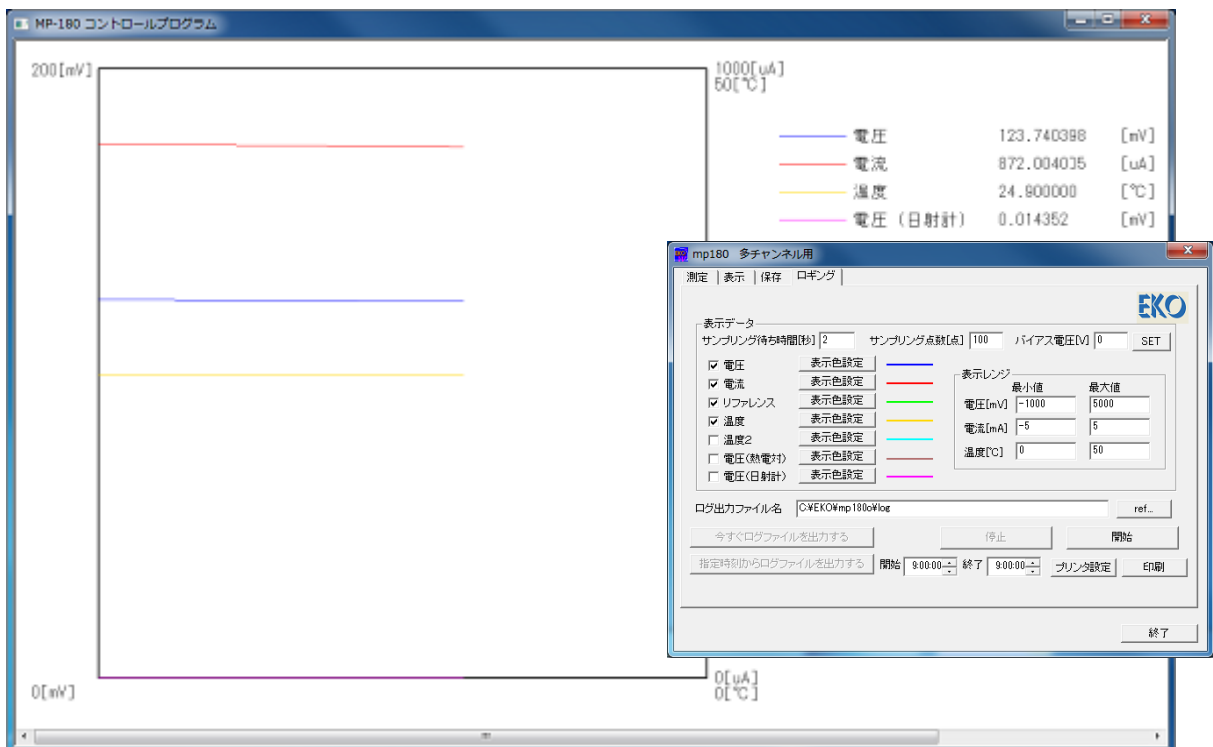 MP-180 コントロールプログラム
200[mV]
1000[uA]
50[℃]
電圧 123.740398 [mV]
電流 872.004035 [uA]
温度 24.800000 [℃]
電圧（日射計） 0.014352 [mV]
0[mV]
0[uA]
0[℃]
mp180 多チャンネル用
測定 表示 保存 ロギング
EKO
表示データ
サンプリング待ち時間[秒] 2 サンプリング点数[点] 100 バイアス電圧[V] 0 SET
電圧 表示色設定
電流 表示色設定
リファレンス 表示色設定
温度 表示色設定
温度2 表示色設定
電圧(熱電対) 表示色設定
電圧(日射計) 表示色設定
表示レンジ
最小値 最大値
電圧[mV] -1000 5000
電流[mA] -5 5
温度[℃] 0 50
ログ出力ファイル名 C:¥EKO¥mp180o¥log ref...
今すぐログファイルを出力する 停止 開始
指定時刻からログファイルを出力する 開始 9:00:00 終了 9:00:00 プリンタ設定 印刷
終了